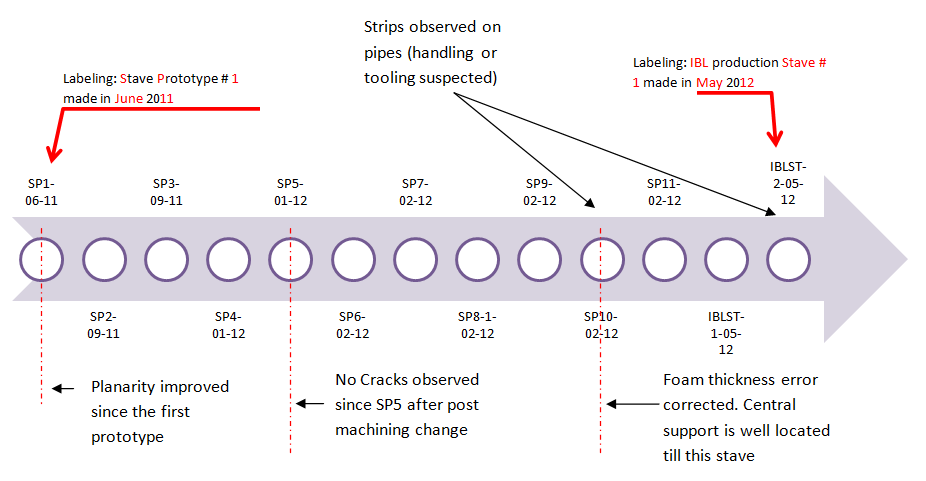 Strips observed on
pipes (handling or
tooling suspected)
Labeling: Stave Prototype # 1
made in June 2011
Labeling: IBL production Stave #
1 made in May 2012
SP1-
06-11
SP3-
09-11
SP5-
01-12
SP7-
02-12
SP9-
02-12
SP11-
02-12
IBLST-
2-05-
12
SP2-
09-11
SP4-
01-12
SP6-
02-12
SP8-1-
02-12
SP10-
02-12
IBLST-
1-05-
12
Planarity improved
since the first
prototype
No Cracks observed
since SP5 after post
machining change
Foam thickness error
corrected. Central
support is well located
till this stave